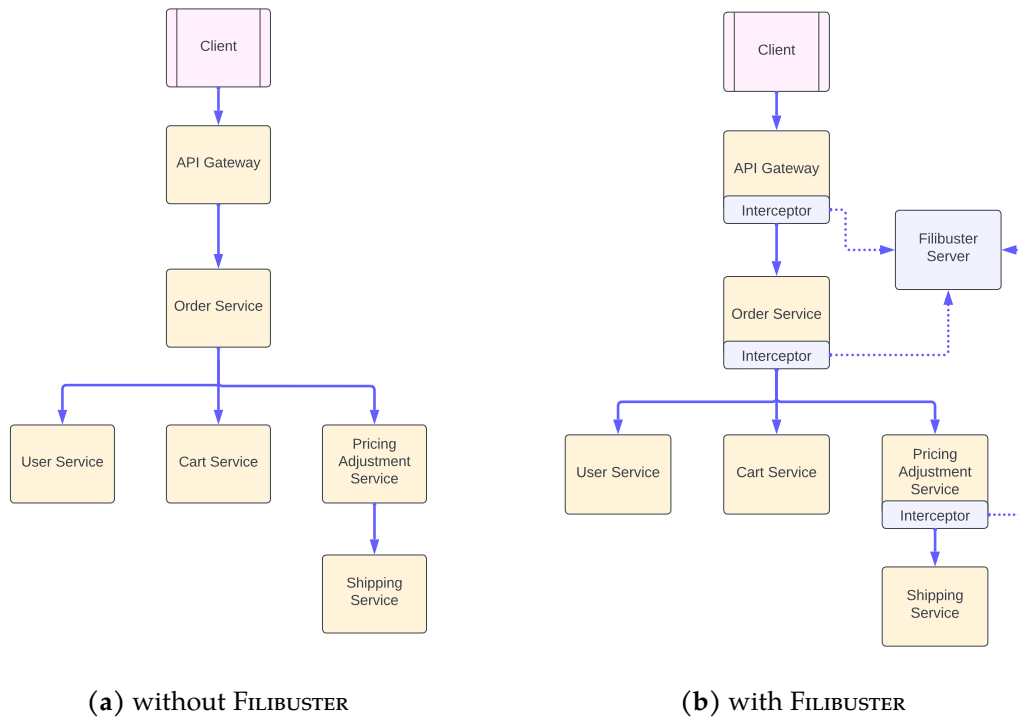 Client
API Gateway
Order Service
User Service
Cart Service
Pricing
Adjustment
Service
Shipping
Service
(a) without FILIBUSTER
Client
API Gateway
Interceptor
Filibuster
Server
Order Service
Interceptor
User Service
Cart Service
Pricing
Adjustment
Service
Interceptor
Shipping
Service
(b) with FILIBUSTER